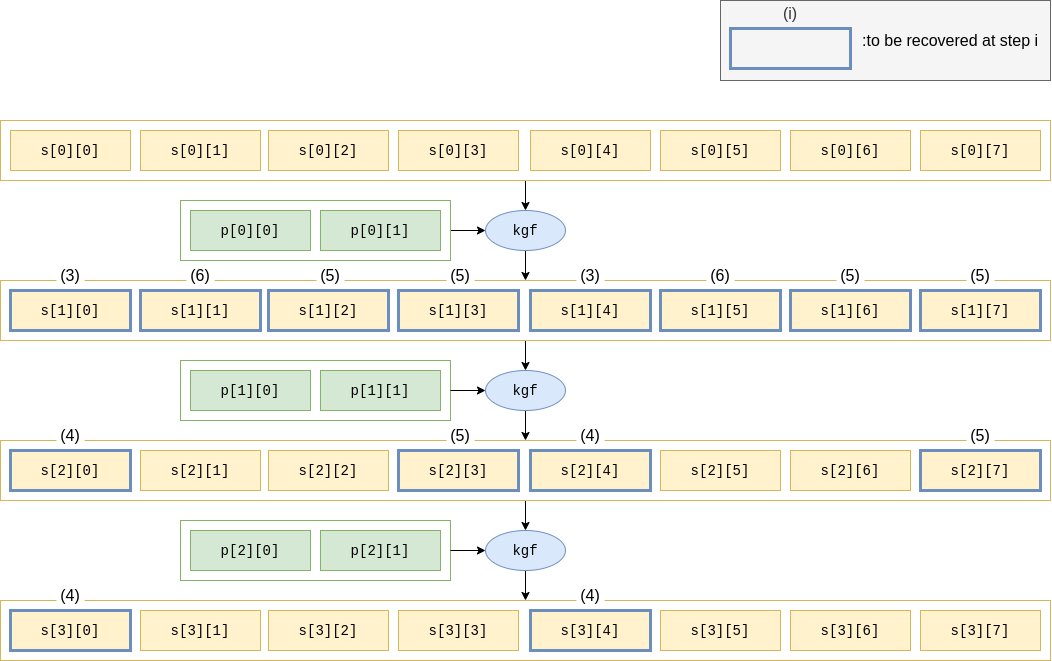 (i)
:to be recovered at step i
s[0][0] s[0][1] s[0][2] s[0][3] s[0][4] s[0][5] s[0][6] s[0][7]
p[0][0] p[0][1] kgf
(3) (6) (5) (5) (3) (6) (5) (5)
s[1][0] s[1][1] s[1][2] s[1][3] s[1][4] s[1][5] s[1][6] s[1][7]
p[1][0] p[1][1] kgf
(4) (5) (4) (5)
s[2][0] s[2][1] s[2][2] s[2][3] s[2][4] s[2][5] s[2][6] s[2][7]
p[2][0] p[2][1] kgf
(4) (4)
s[3][0] s[3][1] s[3][2] s[3][3] s[3][4] s[3][5] s[3][6] s[3][7]